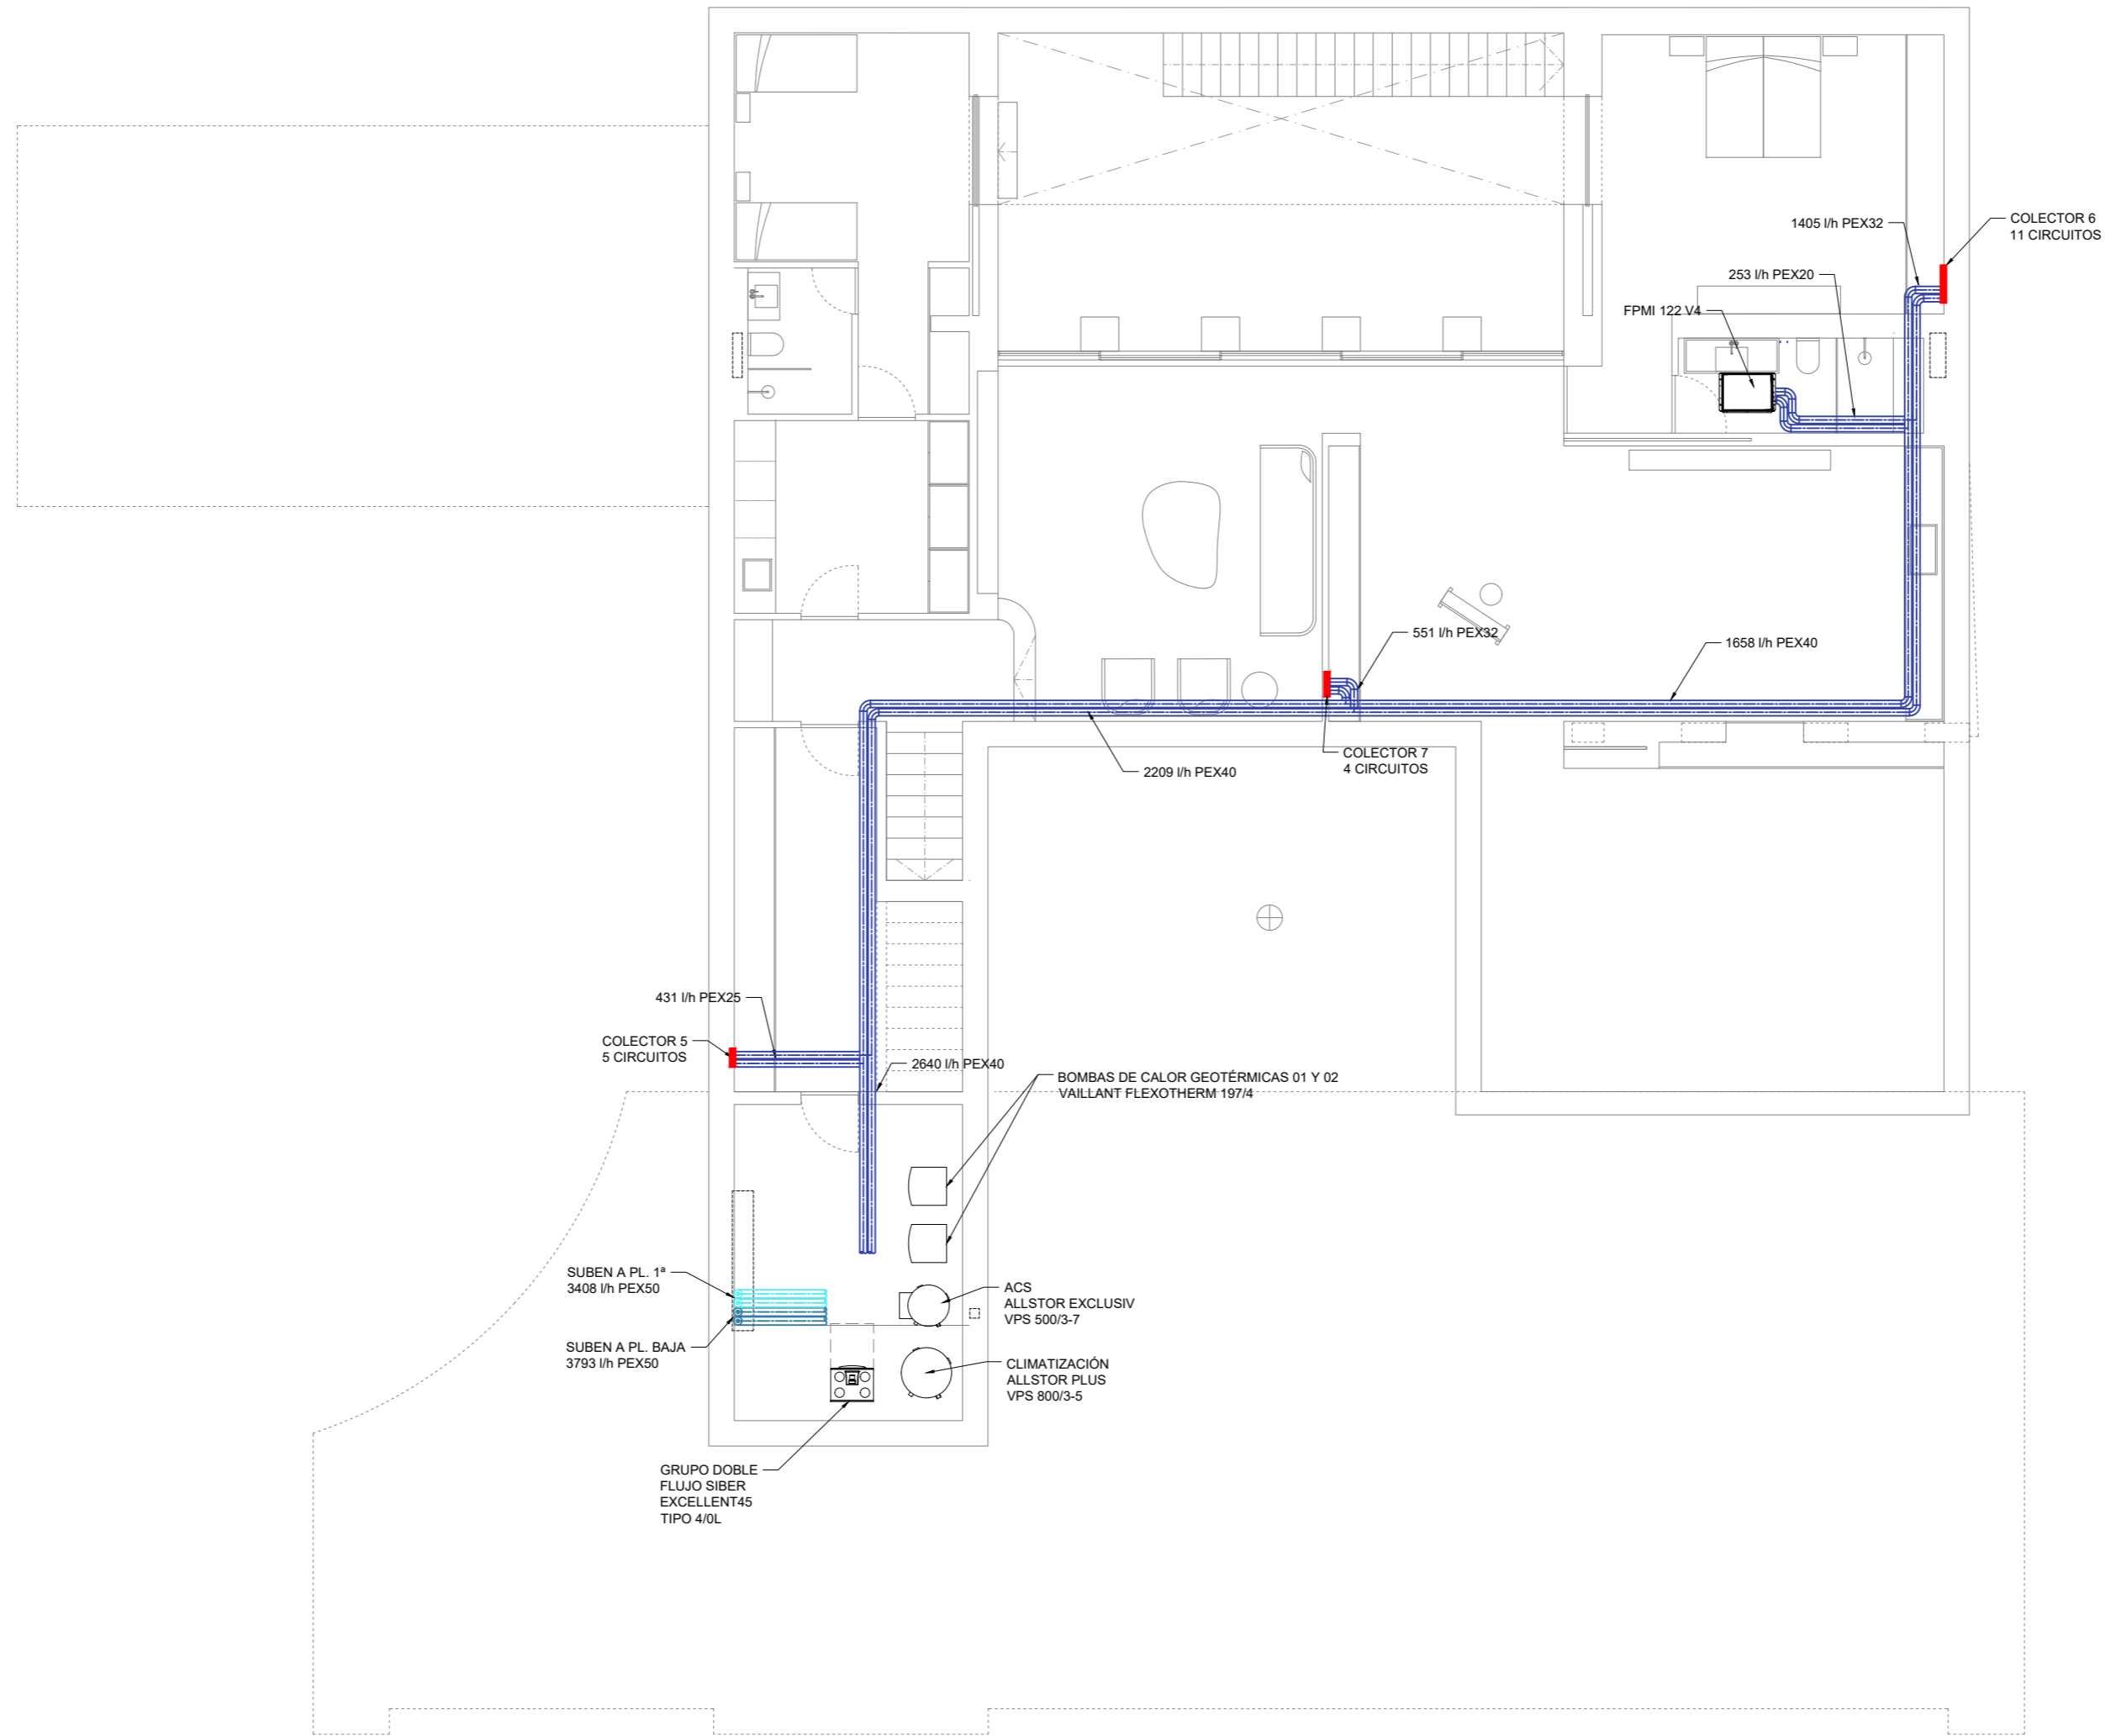 COLECTOR 6
11 CIRCUITOS
1405 l/h PEX32
253 l/h PEX20
FPMI 122 V4
551 l/h PEX32
1658 l/h PEX40
COLECTOR 7
4 CIRCUITOS
2209 l/h PEX40
431 l/h PEX25
COLECTOR 5
5 CIRCUITOS
2640 l/h PEX40
BOMBAS DE CALOR GEOTÉRMICAS 01 Y 02
VAILLANT FLEXOTHERM 197/4
SUBEN A PL. 1ª
3408 l/h PEX50
ACS
ALLSTOR EXCLUSIV
VPS 500/3-7
SUBEN A PL. BAJA
3793 l/h PEX50
CLIMATIZACIÓN
ALLSTOR PLUS
VPS 800/3-5
GRUPO DOBLE
FLUJO SIBER
EXCELLENT45
TIPO 4/0L